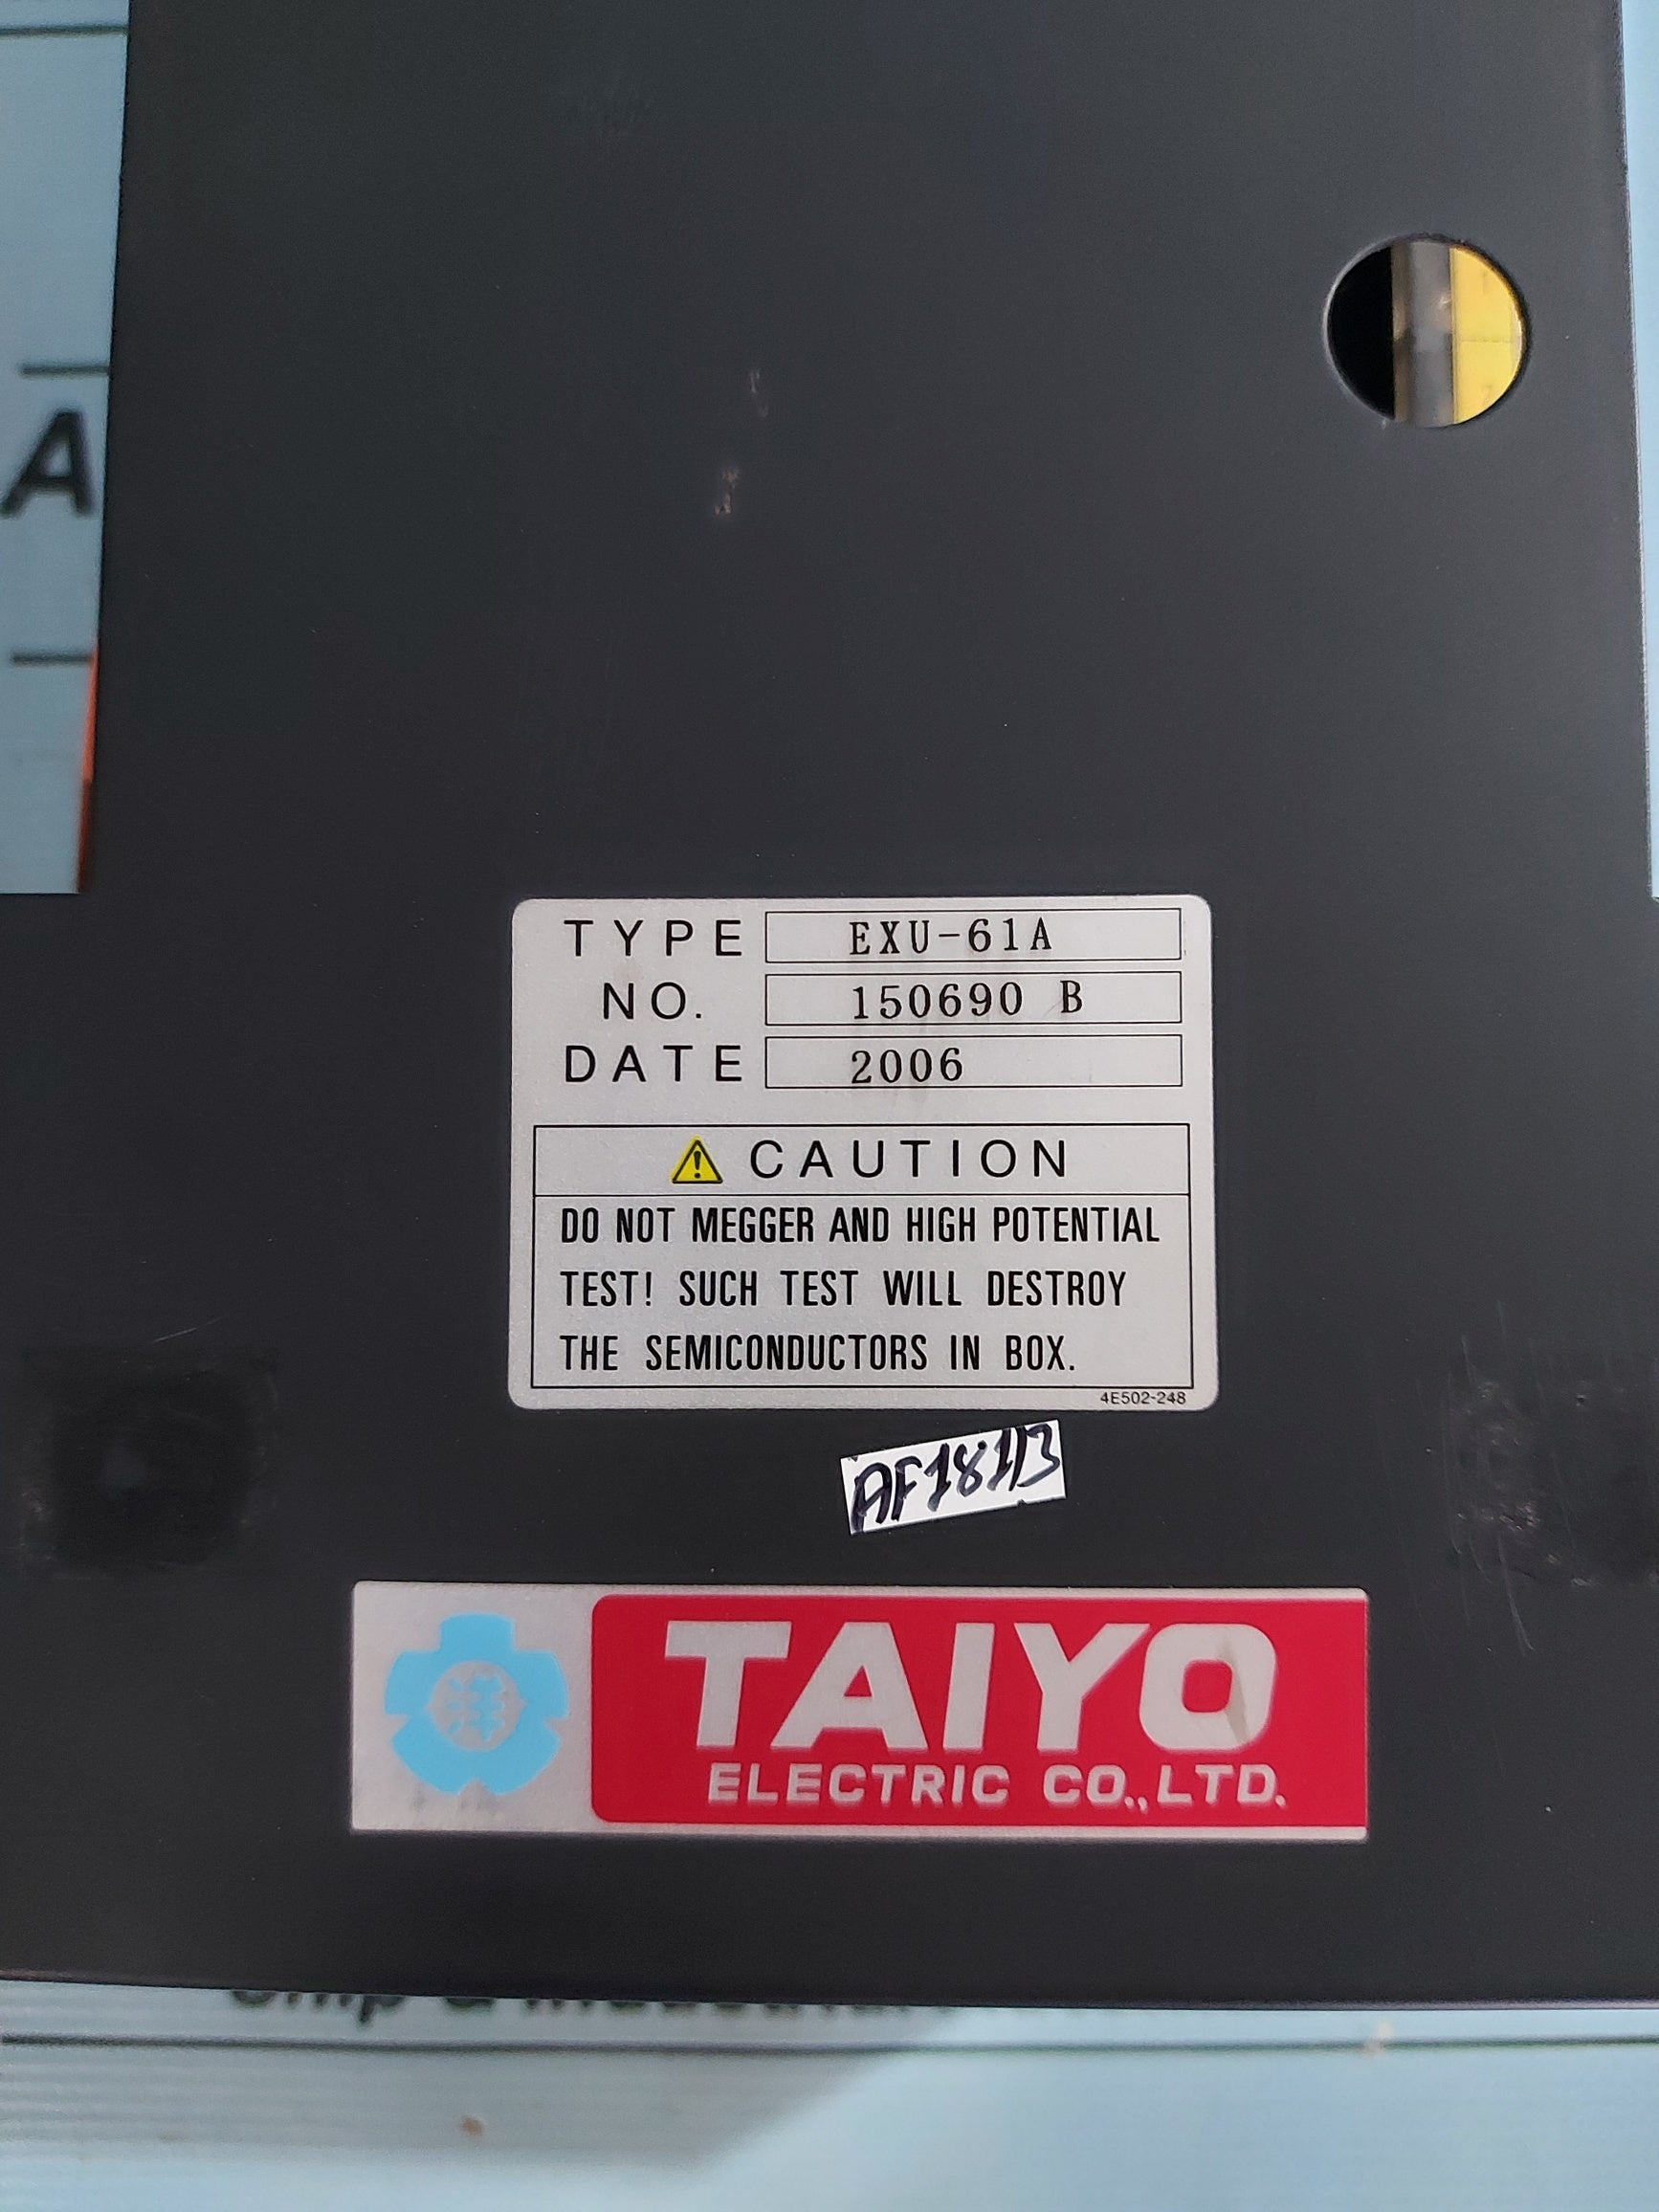 A
TYPE EXU-61A
NO. 150690 B
DATE 2006
CAUTION
DO NOT MEGGER AND HIGH POTENTIAL
TEST! SUCH TEST WILL DESTROY
THE SEMICONDUCTORS IN BOX.
4E502-248
TAIYO
ELECTRIC CO., LTD.